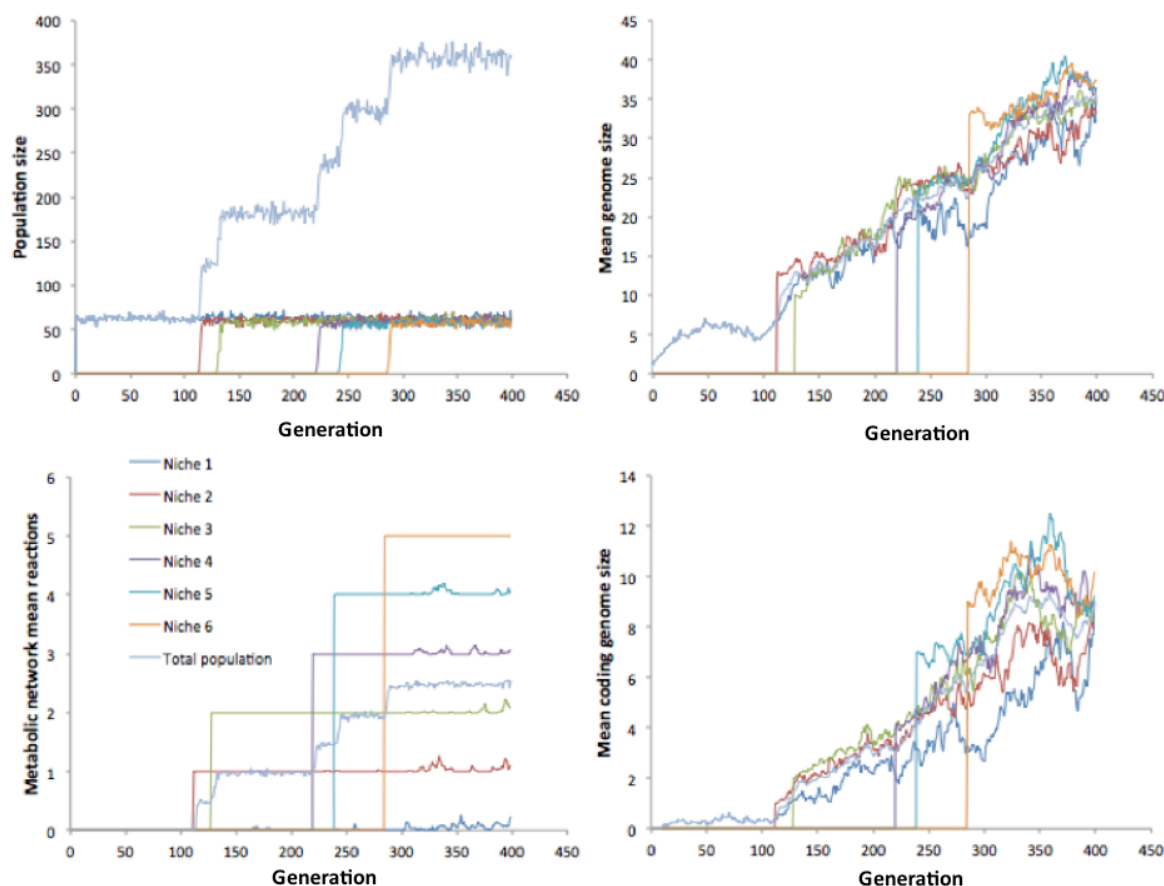 400
350
300
250
200
150
100
50
0
Population size
0 50 100 150 200 250 300 350 400 450
Generation
45
40
35
30
25
20
15
10
5
0
Mean genome size
0 50 100 150 200 250 300 350 400 450
Generation
6
5
4
3
2
1
0
Metabolic network mean reactions
Niche 1
Niche 2
Niche 3
Niche 4
Niche 5
Niche 6
Total population
0 50 100 150 200 250 300 350 400 450
Generation
14
12
10
8
6
4
2
0
Mean coding genome size
0 50 100 150 200 250 300 350 400 450
Generation